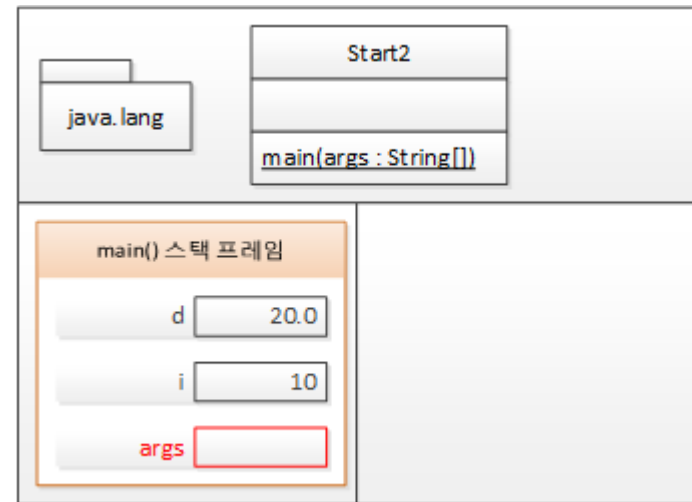 Start2
java.lang
main(args : String[])
main() 스택 프레임
d 20.0
i 10
args